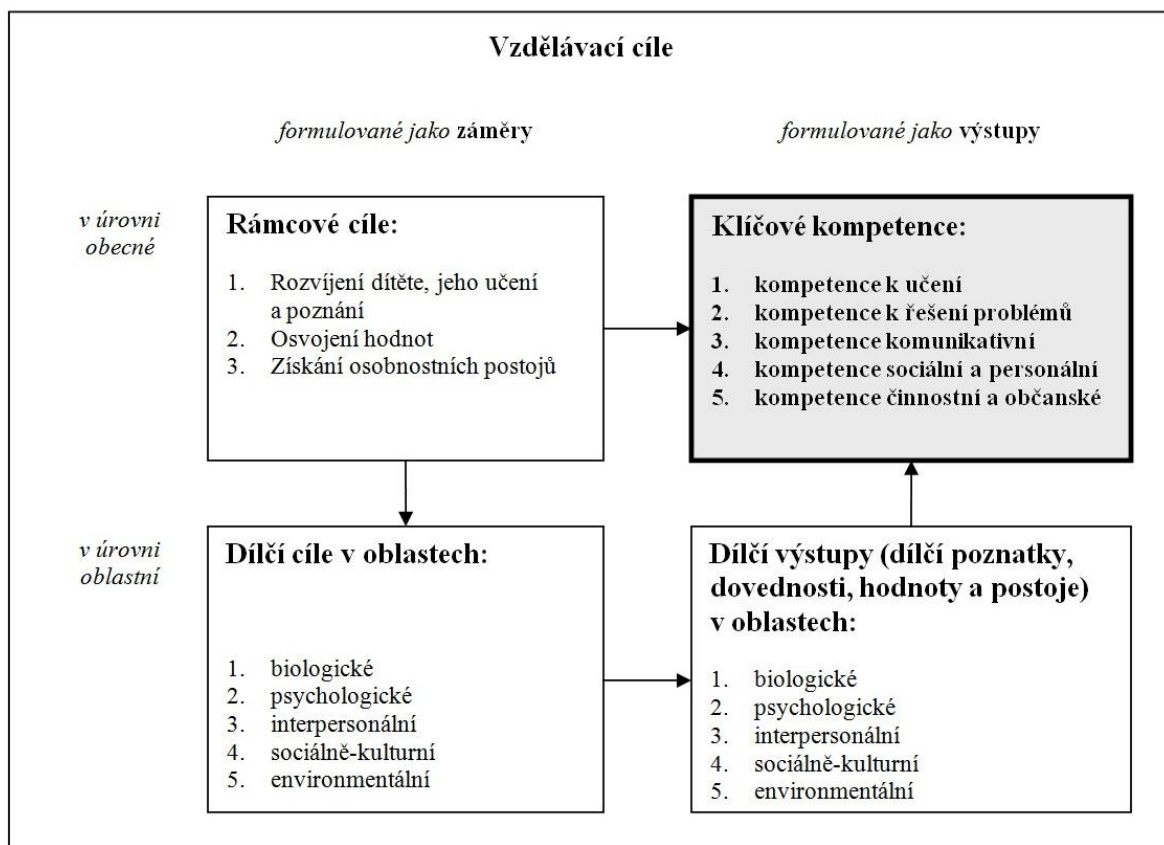 Vzdělávací cíle
formulované jako záměry
formulované jako výstupy
v úrovni
obecné
Rámcové cíle:
1. Rozvíjení dítěte, jeho učení
a poznání
2. Osvojení hodnot
3. Získání osobnostních postojů
Klíčové kompetence:
1. kompetence k učení
2. kompetence k řešení problémů
3. kompetence komunikativní
4. kompetence sociální a personální
5. kompetence činnostní a občanské
v úrovni
oblastní
Dílčí cíle v oblastech:
1. biologické
2. psychologické
3. interpersonální
4. sociálně-kulturní
5. environmentální
Dílčí výstupy (dílčí poznatky,
dovednosti, hodnoty a postoje)
v oblastech:
1. biologické
2. psychologické
3. interpersonální
4. sociálně-kulturní
5. environmentální